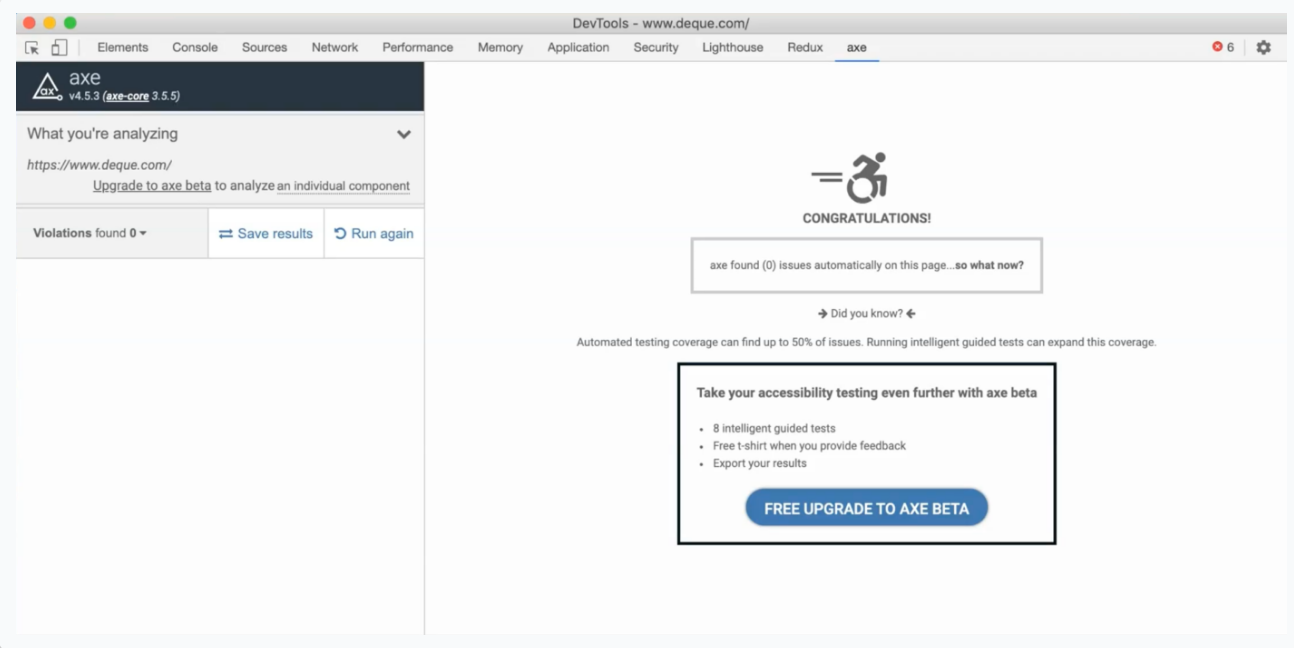 DevTools - www.deque.com/
Elements Console Sources Network Performance Memory Application Security Lighthouse Redux axe 6
ax
axe
v4.5.3 (axe-core 3.5.5)
What you're analyzing
https://www.deque.com/
Upgrade to axe beta to analyze an individual component
Violations found 0 Save results Run again
CONGRATULATIONS!
axe found (0) issues automatically on this page...so what now?
Did you know?
Automated testing coverage can find up to 50% of issues. Running intelligent guided tests can expand this coverage.
Take your accessibility testing even further with axe beta
• 8 intelligent guided tests
• Free t-shirt when you provide feedback
• Export your results
FREE UPGRADE TO AXE BETA